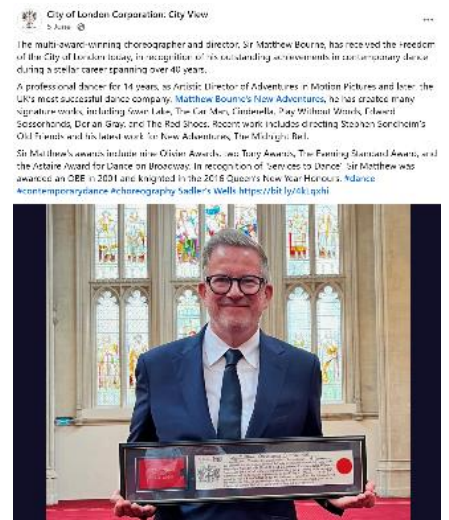 City of London Corporation: City View
5 June
The multi-award-winning choreographer and director, Sir Matthew Bourne, has received the Freedom
of the City of London today, in recognition of his outstanding achievements in contemporary dance
during a stellar career spanning over 40 years.
A professional dancer for 14 years, as Artistic Director of Adventures in Motion Pictures and later, the
UK's most successful dance company, Matthew Bourne's New Adventures, he has created many
signature works, including Swan Lake, The Car Man, Cinderella, Play Without Words, Edward
Scissorhands, Dorian Gray, and The Red Shoes. Recent work includes directing Stephen Sondheim's
Old Friends and his latest work for New Adventures, The Midnight Bell.
Sir Matthew's awards include nine Olivier Awards, two Tony Awards, The Evening Standard Award, and
the Astaire Award for Dance on Broadway. In recognition of 'Services to Dance' Sir Matthew was
awarded an OBE in 2001 and knighted in the 2016 Queen's New Year Honours. #dance
#contemporarydance #choreography Sadler's Wells